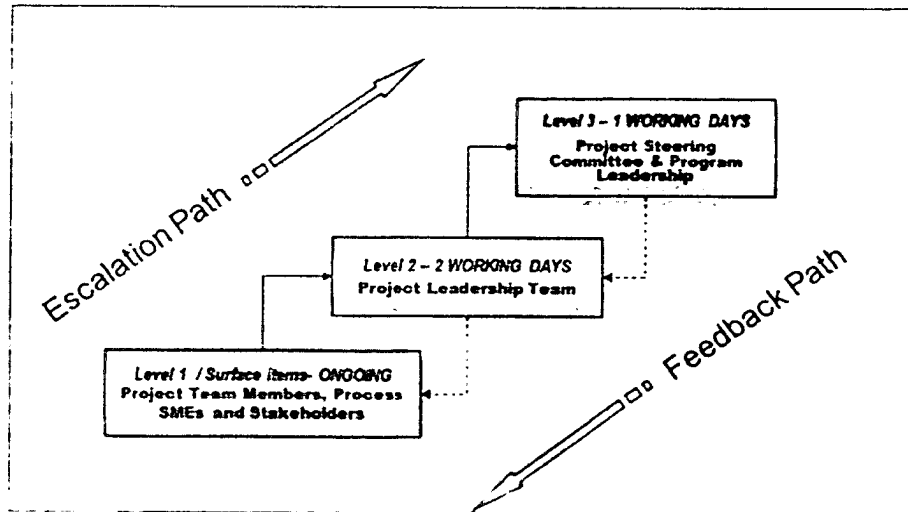 Escalation Path
Level 3 – 1 WORKING DAYS
Project Steering
Committee & Program
Leadership
Level 2 – 2 WORKING DAYS
Project Leadership Team
Feedback Path
Level 1 / Surface items- ONGOING
Project Team Members, Process
SMEs and Stakeholders